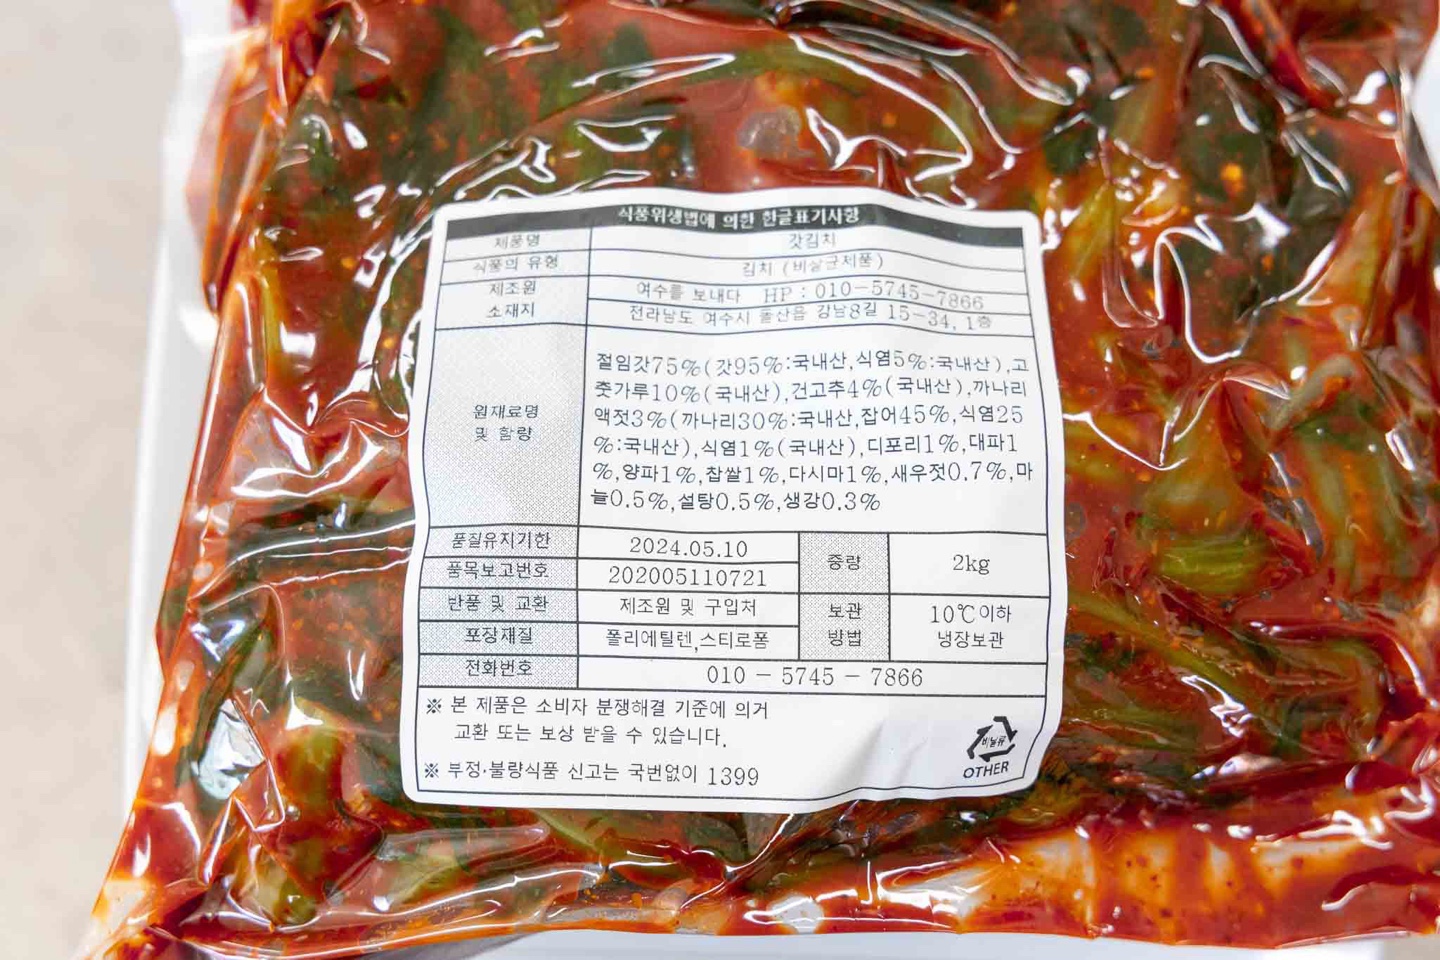 식품위생법에 의한 한글표기사항
제품명 갓김치
식품의 유형 김치 (비살균제품)
제조원 여수를 보내다 HP : 010-5745-7866
소재지 전라남도 여수시 돌산읍 강남8길 15-34, 1층
원재료명
및 함량
절임갓75%(갓95%:국내산,식염5%:국내산),고
춧가루10%(국내산),건고추4%(국내산),까나리
액젓3%(까나리30%:국내산,잡어45%,식염25
%:국내산),식염1%(국내산),디포리1%,대파1
%,양파1%,찹쌀1%,다시마1%,새우젓0.7%,마
늘0.5%,설탕0.5%,생강0.3%
품질유지기한 2024.05.10
품목보고번호 202005110721
중량 2kg
반품 및 교환 제조원 및 구입처
포장재질 폴리에틸렌,스티로폼
보관
방법
10℃이하
냉장보관
전화번호 010 - 5745 - 7866
※ 본 제품은 소비자 분쟁해결 기준에 의거
교환 또는 보상 받을 수 있습니다.
※ 부정·불량식품 신고는 국번없이 1399
비닐류
OTHER